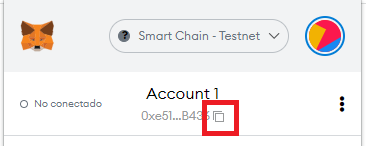 Smart Chain - Testnet
Account 1
No conectado
0xe51...B436